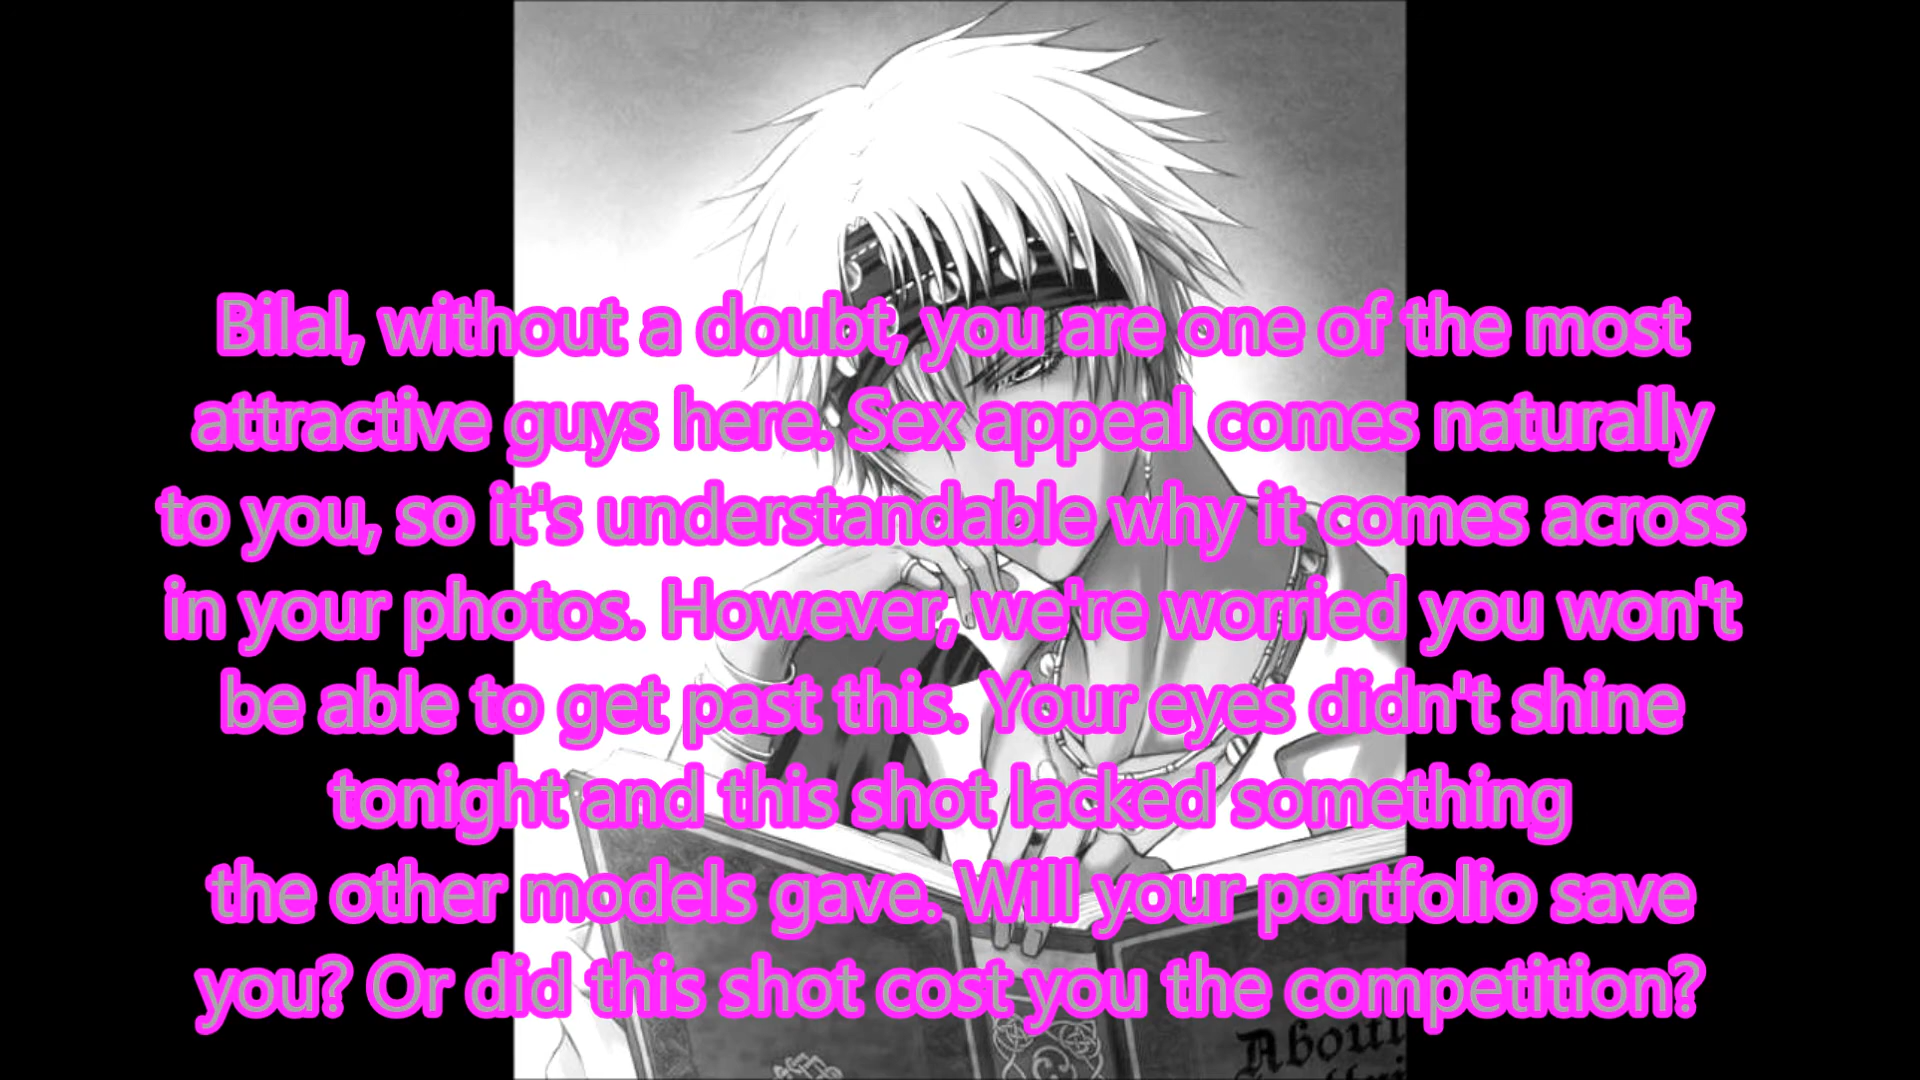 Bilal, without a doubt, you are one of the most
attractive guys here. Sex appeal comes naturally
to you, so it's understandable why it comes across
in your photos. However, we're worried you won't
be able to get past this. Your eyes didn't shine
tonight and this shot lacked something
the other models gave. Will your portfolio save
you? Or did this shot cost you the competition?